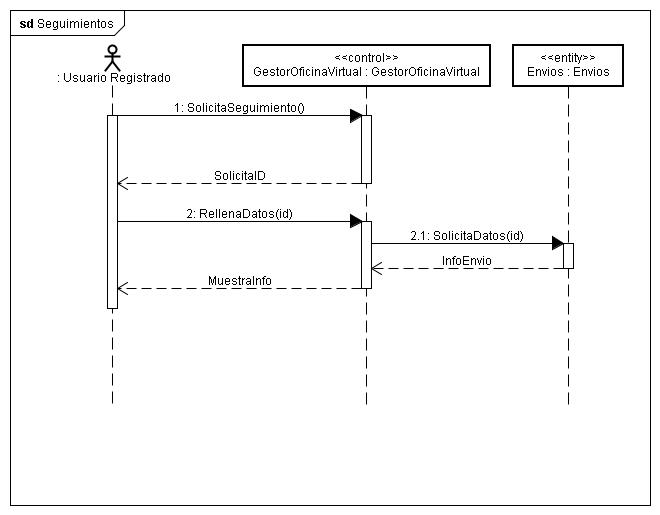 sd Seguimientos
: Usuario Registrado
<<control>>
GestorOficinaVirtual : GestorOficinaVirtual
<<entity>>
Envios : Envios
1: SolicitaSeguimiento()
SolicitaID
2: RellenaDatos(id)
2.1: SolicitaDatos(id)
InfoEnvio
MuestraInfo